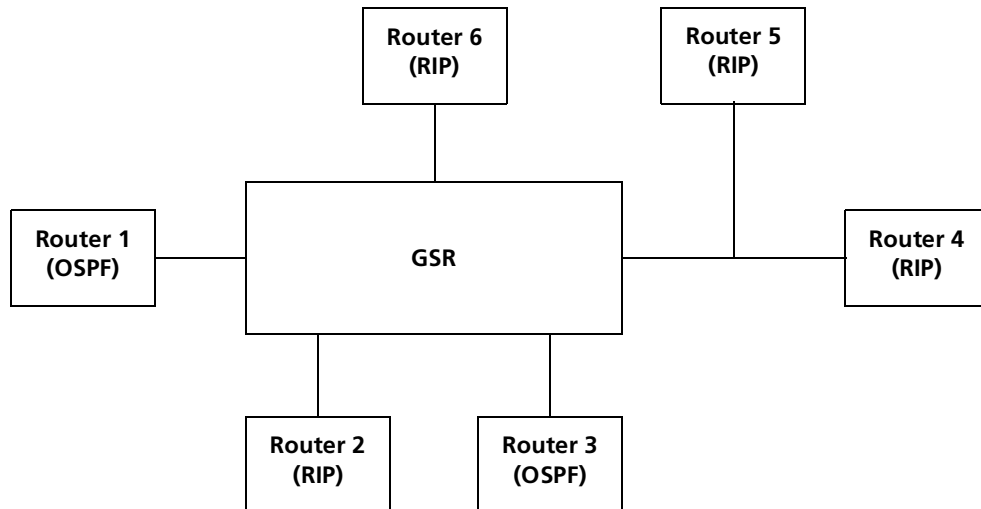 Router 6
(RIP)
Router 5
(RIP)
Router 1
(OSPF)
GSR
Router 4
(RIP)
Router 2
(RIP)
Router 3
(OSPF)